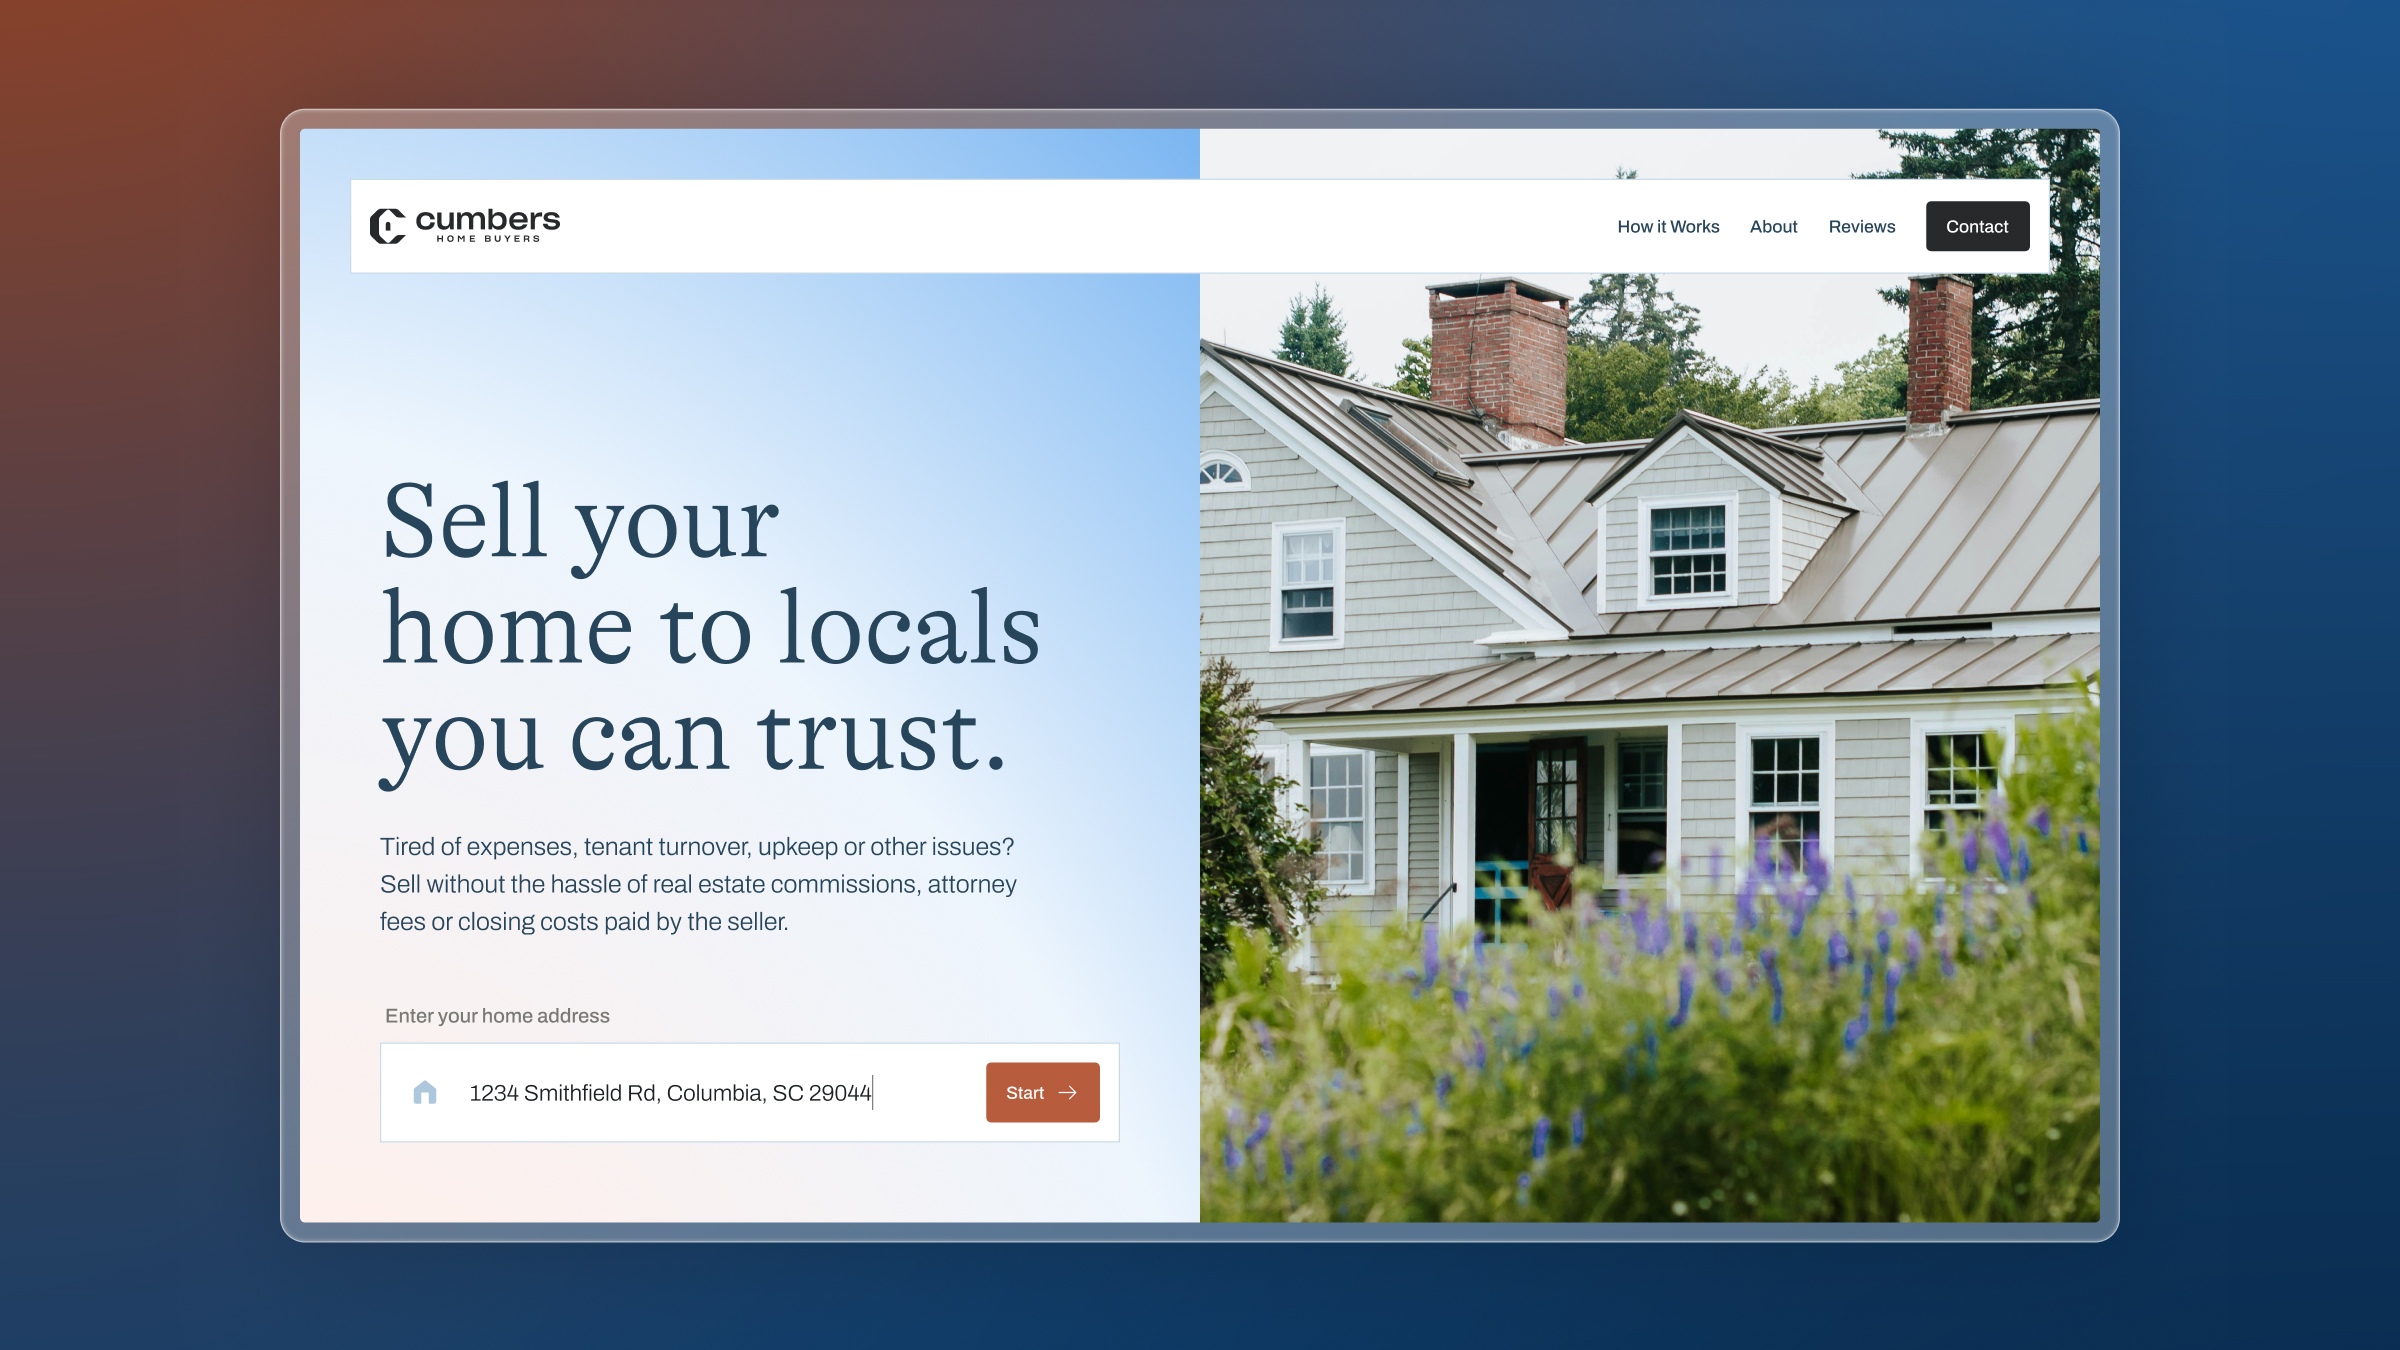 cumbers
HOME BUYERS
How it Works
About
Reviews
Contact
Sell your
home to locals
you can trust.
Tired of expenses, tenant turnover, upkeep or other issues?
Sell without the hassle of real estate commissions, attorney
fees or closing costs paid by the seller.
Enter your home address
1234 Smithfield Rd, Columbia, SC 29044
Start